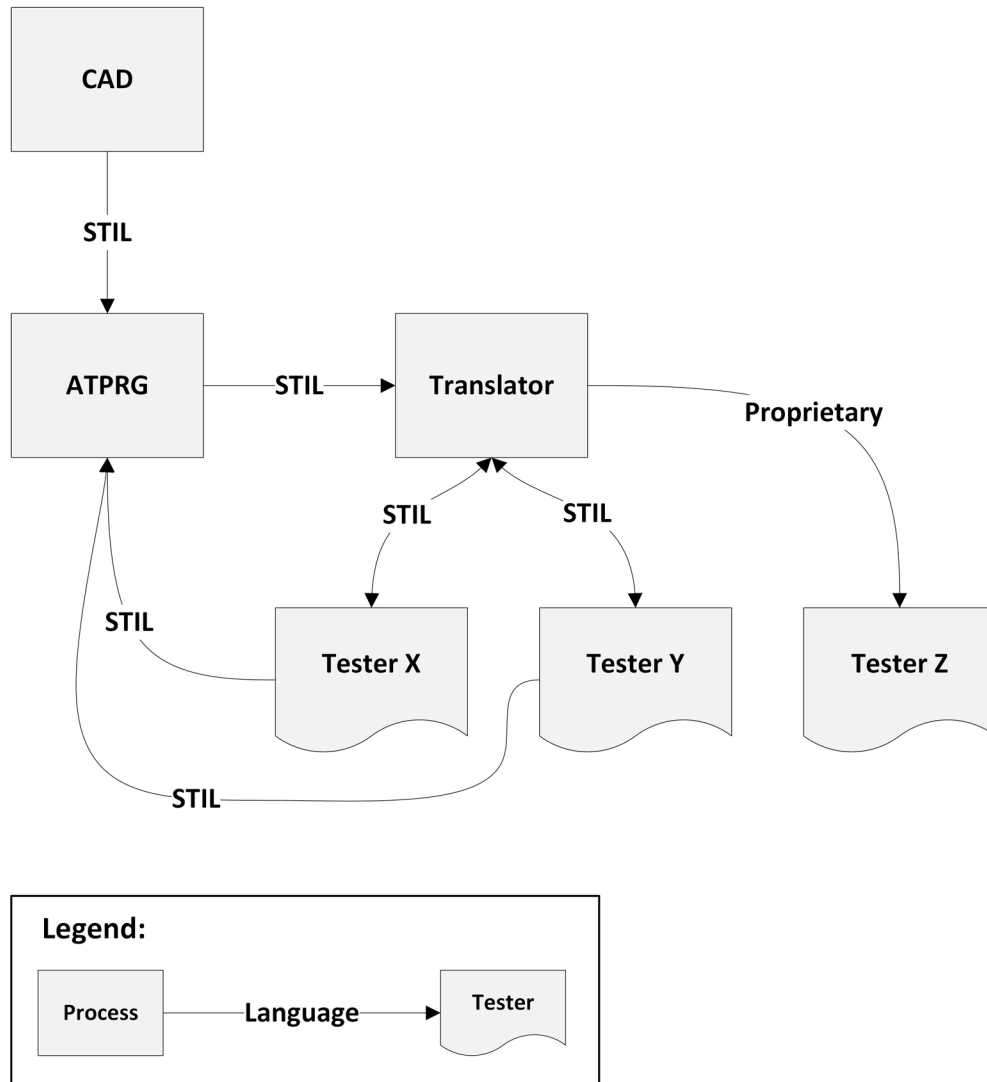 CAD
STIL
ATPRG
STIL
Translator
Proprietary
STIL
STIL
STIL
Tester X
Tester Y
Tester Z
STIL
Legend:
Process
Language
Tester